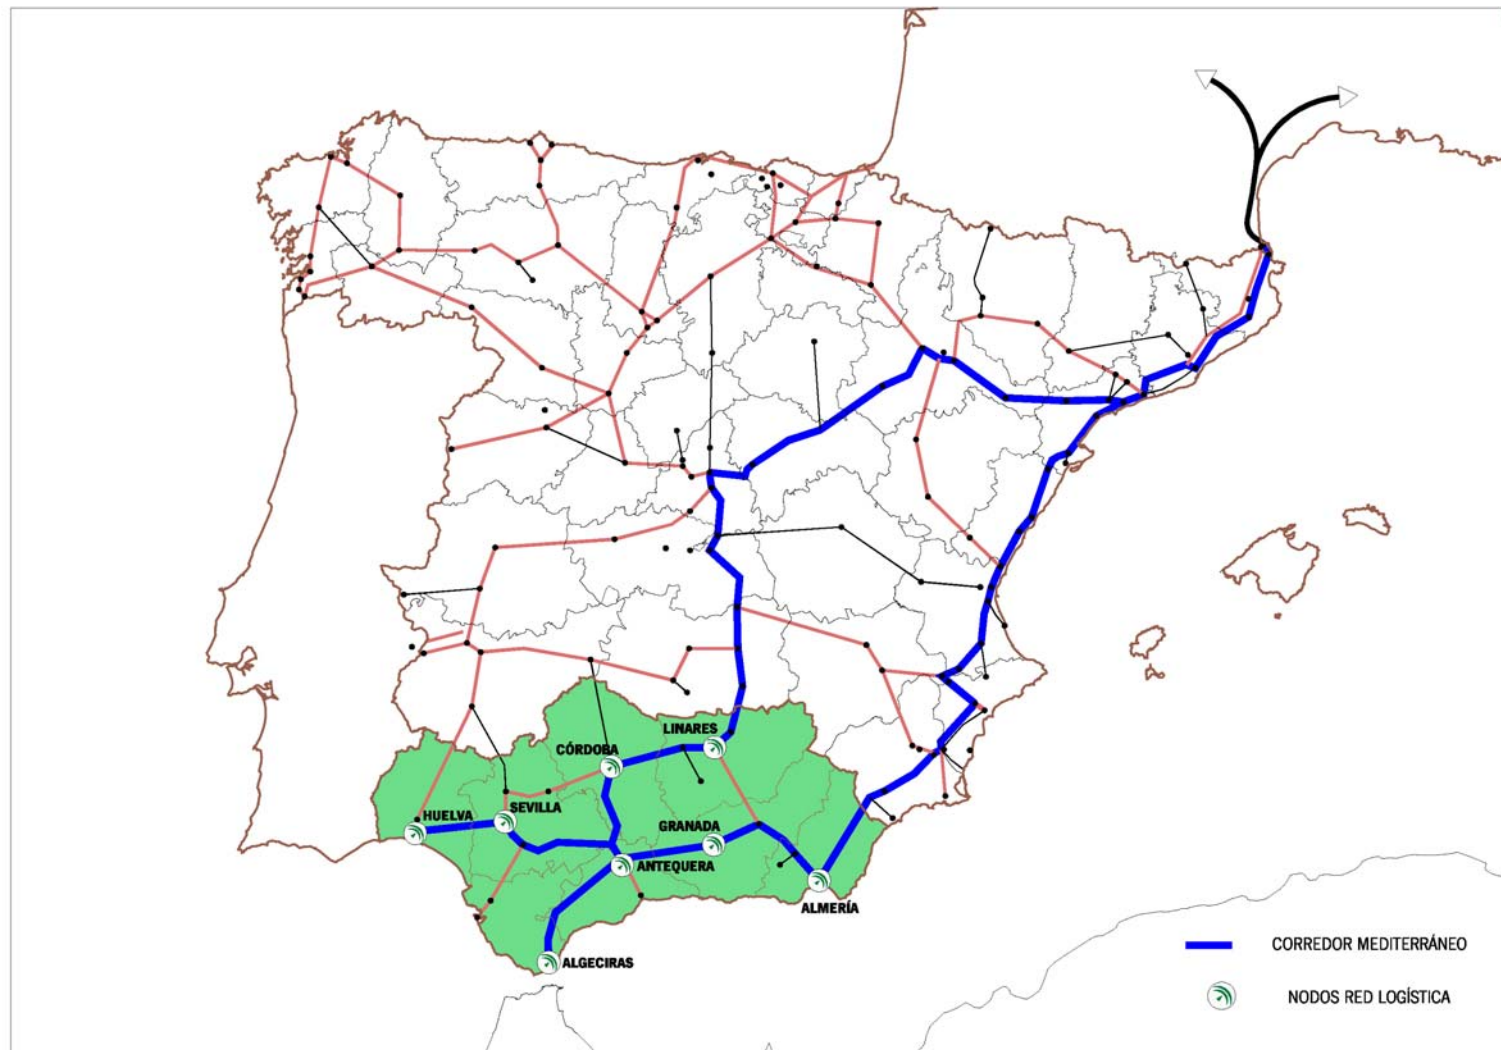 LINARES
CÓRDOBA
SEVILLA
HUELVA
GRANADA
ANTEQUERA
ALMERÍA
ALGECIRAS
CORREDOR MEDITERRÁNEO
NODOS RED LOGÍSTICA